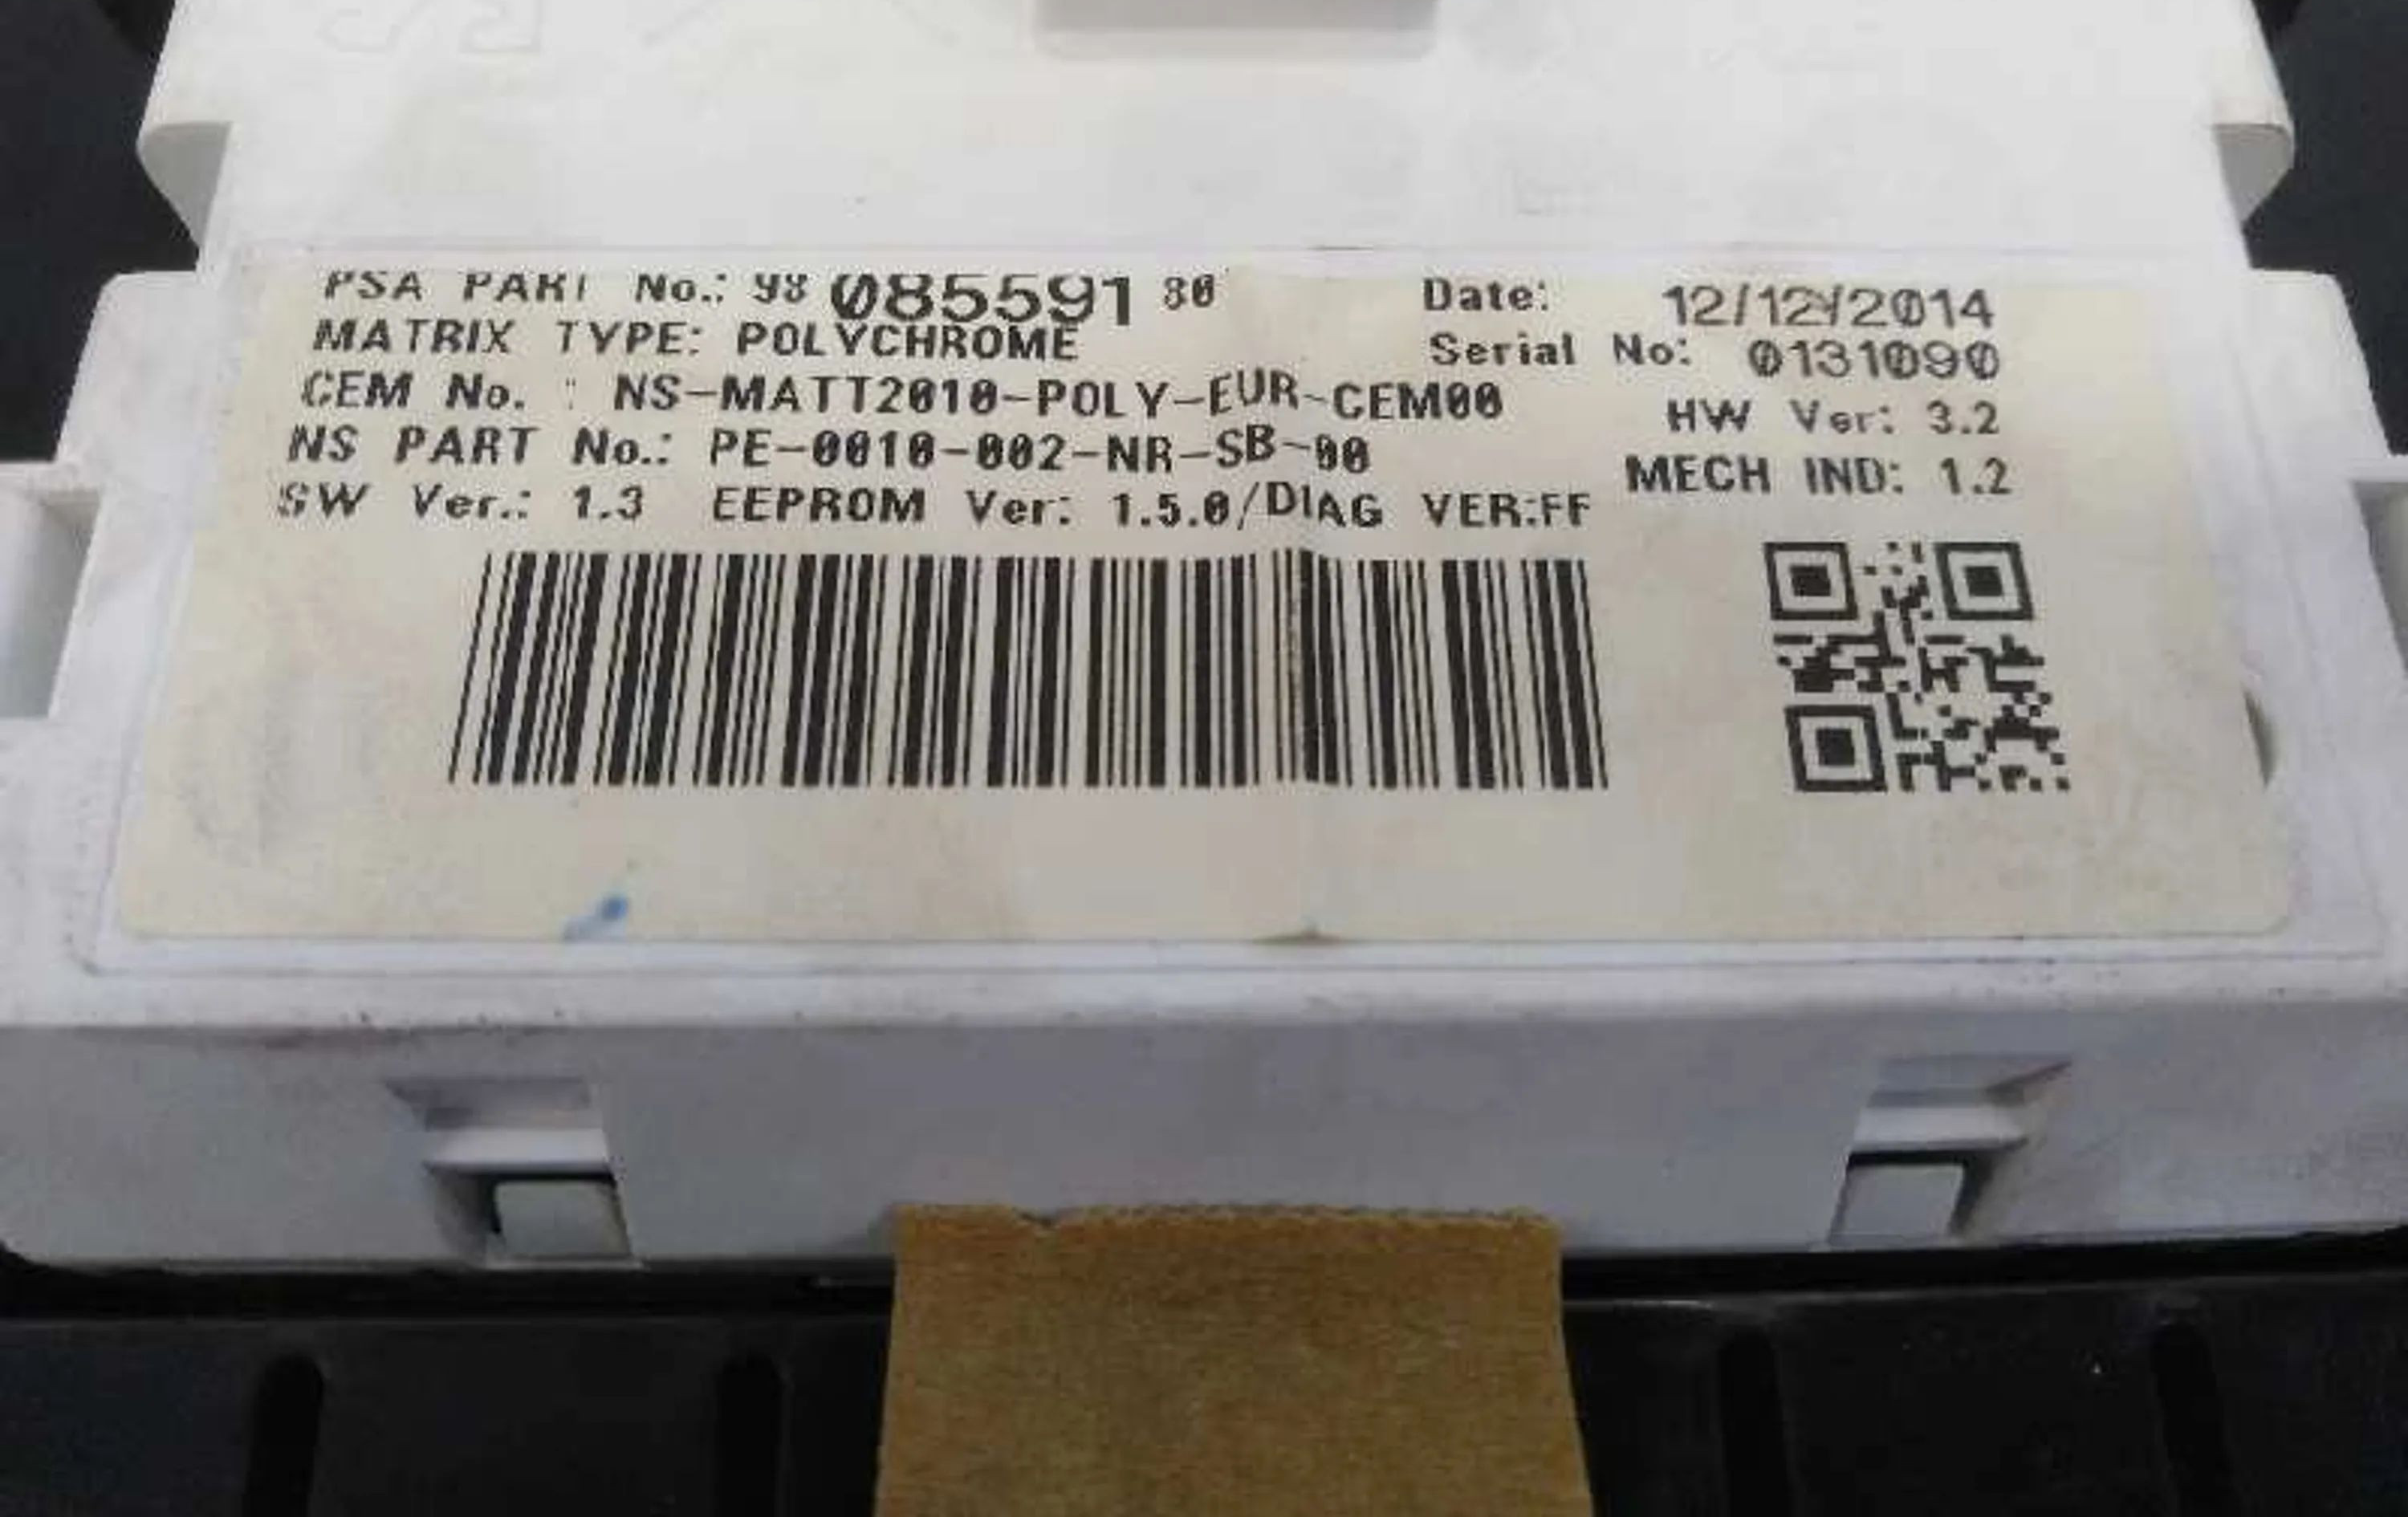 PSA PART No.: 98 085591 80
Date: 12/12/2014
MATRIX TYPE: POLYCHROME
Serial No: 0131090
CEM No. : NS-MATT2010-POLY-EUR-CEM00
HW Ver: 3.2
NS PART No.: PE-0010-002-NR-SB-00
MECH IND: 1.2
SW Ver.: 1.3 EEPROM Ver: 1.5.0/DIAG VER:FF